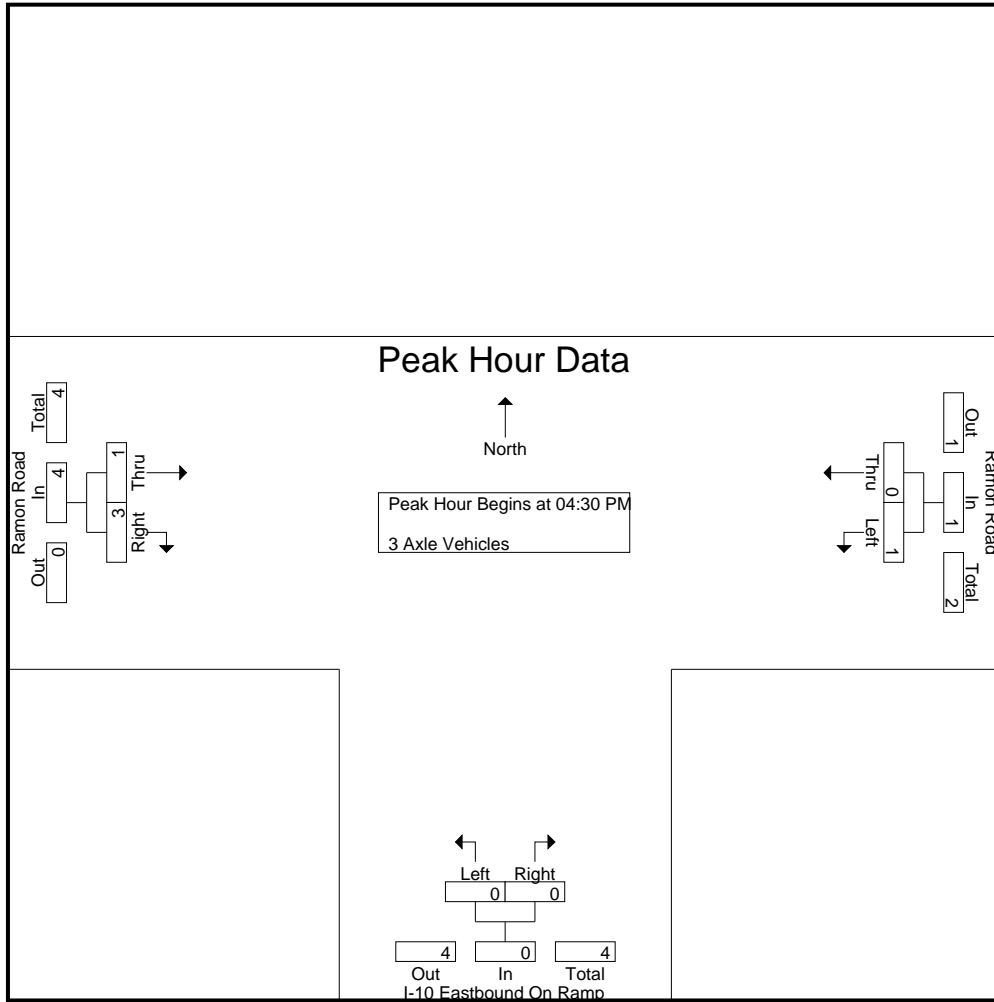 Peak Hour Data
North
Peak Hour Begins at 04:30 PM
3 Axle Vehicles
Ramon Road
Total
4
In
4
Out
0
Thru
1
Right
3
Ramon Road
Out
1
In
1
Total
2
Thru
0
Left
1
Left Right
0 0
4 0 4
Out In Total
I-10 Eastbound On Ramp